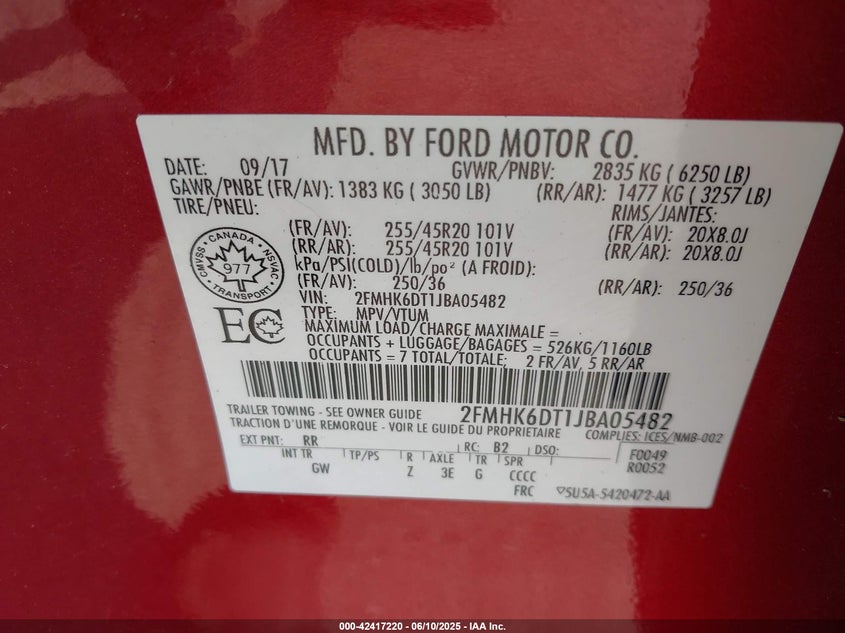 MFD. BY FORD MOTOR CO.
DATE: 09/17 GVWR/PNBV: 2835 KG ( 6250 LB)
GAWR/PNBE (FR/AV): 1383 KG ( 3050 LB) (RR/AR): 1477 KG ( 3257 LB)
TIRE/PNEU: RIMS/JANTES:
(FR/AV): 255/45R20 101V (FR/AV): 20X8.0J
(RR/AR): 255/45R20 101V (RR/AR): 20X8.0J
kPa/PSI(COLD)/lb/po² (A FROID):
(FR/AV): 250/36 (RR/AR): 250/36
VIN: 2FMHK6DT1JBA05482
TYPE: MPV/VTUM
MAXIMUM LOAD/CHARGE MAXIMALE =
OCCUPANTS + LUGGAGE/BAGAGES = 526KG/1160LB
OCCUPANTS = 7 TOTAL/TOTALE; 2 FR/AV, 5 RR/AR
CMVSS · CANADA · NSVAC
977
TRANSPORT
EC
TRAILER TOWING - SEE OWNER GUIDE 2FMHK6DT1JBA05482
TRACTION D'UNE REMORQUE - VOIR LE GUIDE DU PROPRIETAIRE COMPLIES: ICES/NMB-002
EXT PNT: RR RC: B2 DSO: F0049
INT TR TP/PS R AXLE TR SPR R0052
GW Z 3E G CCCC
FRC ▽5U5A-5420472-AA
000-42417220 - 06/10/2025 - IAA Inc.